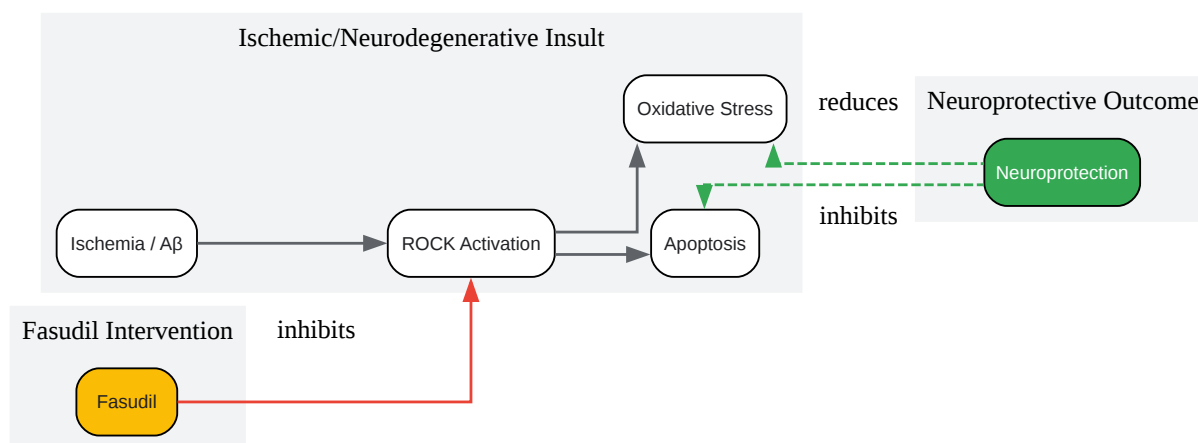 Ischemic/Neurodegenerative Insult
Oxidative Stress
reduces
Neuroprotective Outcome
Neuroprotection
inhibits
Ischemia / Aβ
ROCK Activation
Apoptosis
Fasudil Intervention
inhibits
Fasudil